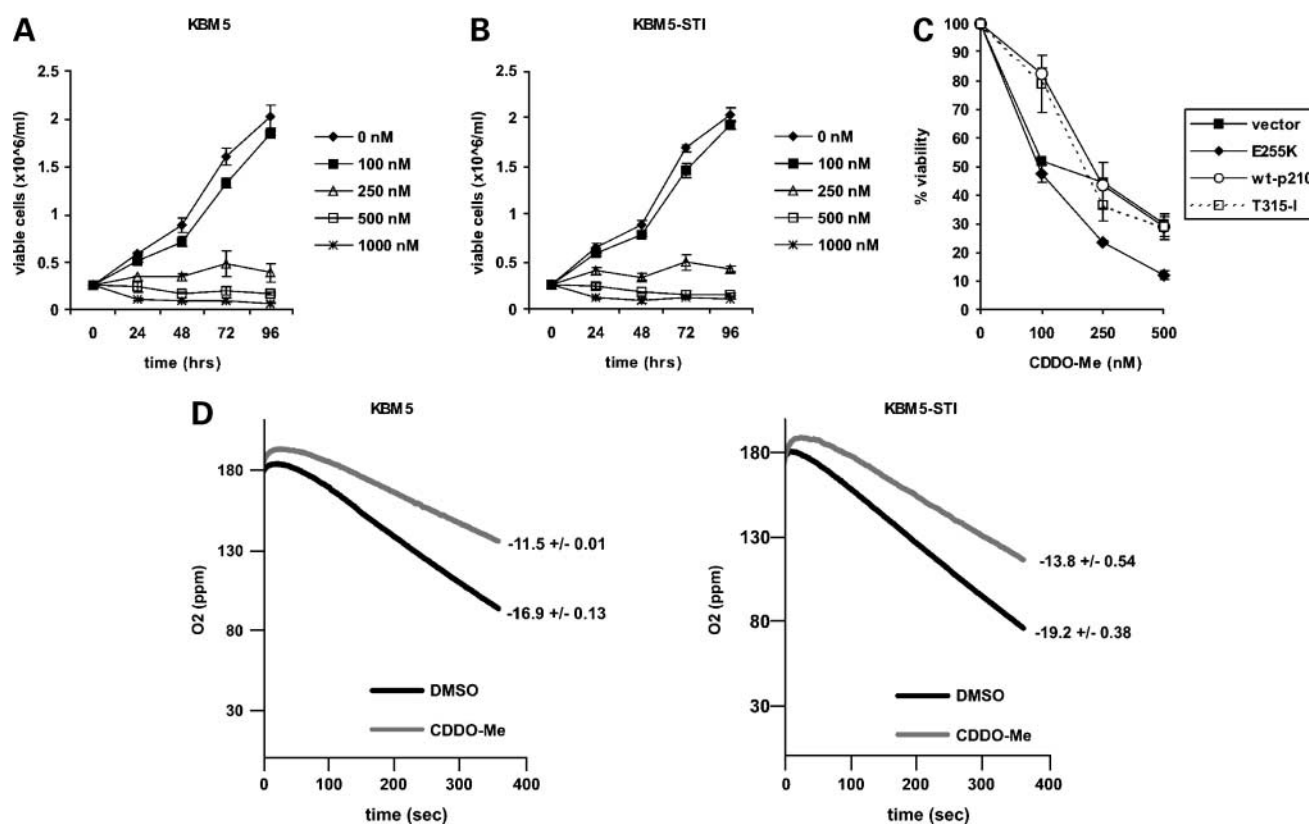 A
KBM5
viable cells (x10^6/ml)
2.5
2
1.5
1
0.5
0
0 24 48 72 96
time (hrs)
0 nM
100 nM
250 nM
500 nM
1000 nM
B
KBM5-STI
viable cells (x10^6/ml)
2.5
2
1.5
1
0.5
0
0 24 48 72 96
time (hrs)
0 nM
100 nM
250 nM
500 nM
1000 nM
C
% viability
100
90
80
70
60
50
40
30
20
10
0
0 100 250 500
CDDO-Me (nM)
vector
E255K
wt-p210
T315-I
D
KBM5
O2 (ppm)
180
130
80
30
-11.5 +/- 0.01
-16.9 +/- 0.13
DMSO
CDDO-Me
0 100 200 300 400
time (sec)
KBM5-STI
O2 (ppm)
180
130
80
30
-13.8 +/- 0.54
-19.2 +/- 0.38
DMSO
CDDO-Me
0 100 200 300 400
time (sec)